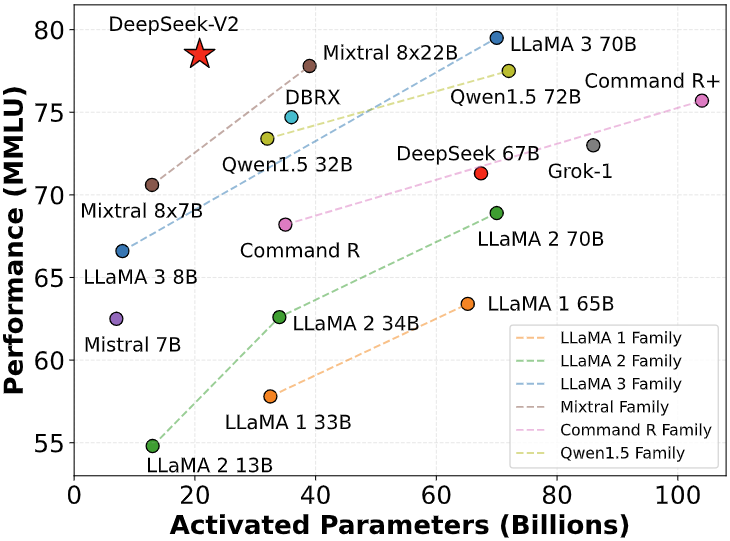 DeepSeek-V2
Mixtral 8x22B
LLaMA 3 70B
Command R+
Qwen1.5 72B
DBRX
Qwen1.5 32B
DeepSeek 67B
Grok-1
Mixtral 8x7B
LLaMA 3 8B
Command R
LLaMA 2 70B
Mistral 7B
LLaMA 2 34B
LLaMA 1 65B
LLaMA 1 33B
LLaMA 2 13B
LLaMA 1 Family
LLaMA 2 Family
LLaMA 3 Family
Mixtral Family
Command R Family
Qwen1.5 Family
80
75
70
65
60
55
Performance (MMLU)
0 20 40 60 80 100
Activated Parameters (Billions)